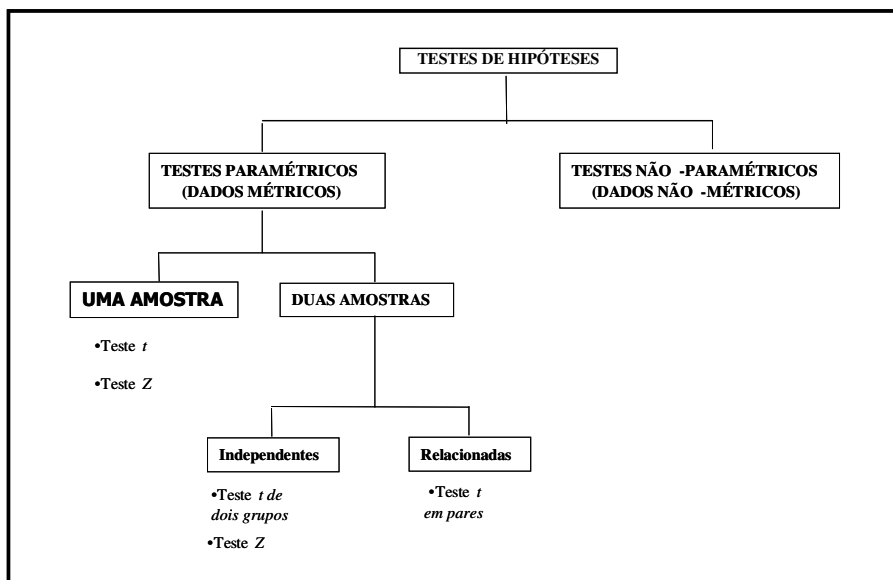 TESTES DE HIPÓTESES
TESTES PARAMÉTRICOS
(DADOS MÉTRICOS)
TESTES NÃO -PARAMÉTRICOS
(DADOS NÃO -MÉTRICOS)
UMA AMOSTRA
DUAS AMOSTRAS
•Teste t
•Teste Z
Independentes
Relacionadas
•Teste t de
dois grupos
•Teste Z
•Teste t
em pares